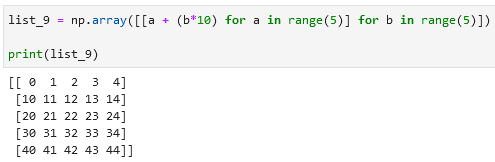 list_9 = np.array([[a + (b*10) for a in range(5)] for b in range(5)])
print(list_9)
[[ 0  1  2  3  4]
 [10 11 12 13 14]
 [20 21 22 23 24]
 [30 31 32 33 34]
 [40 41 42 43 44]]